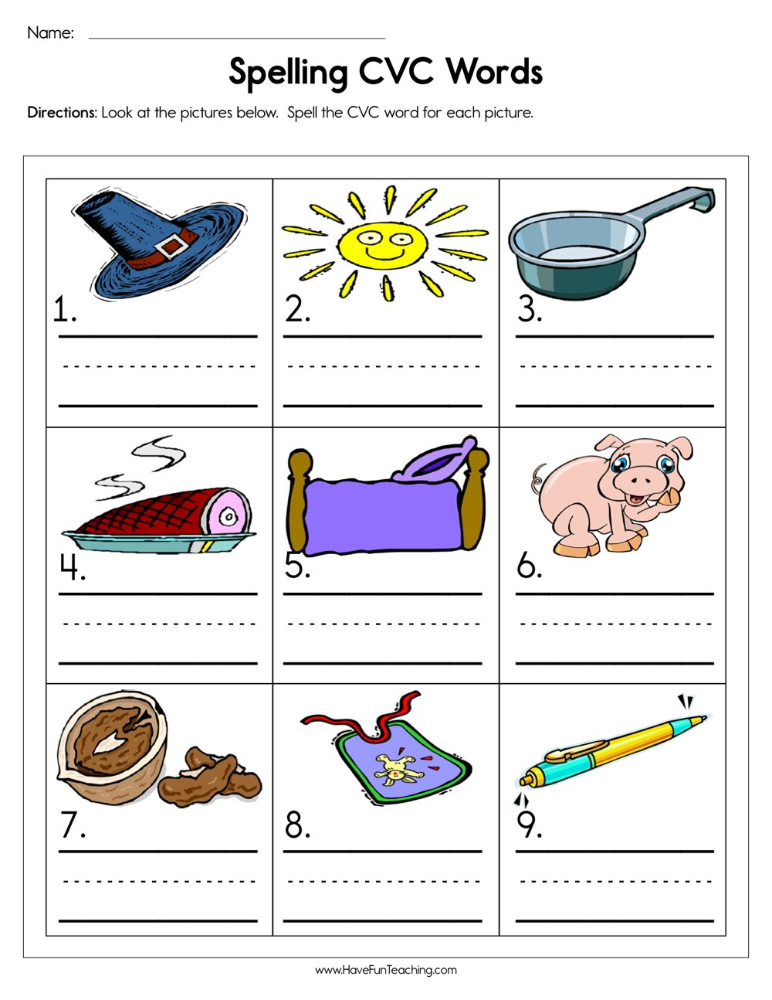 Name:
Spelling CVC Words
Directions: Look at the pictures below. Spell the CVC word for each picture.
1.
2.
3.
4.
5.
6.
7.
8.
9.
www.HaveFunTeaching.com